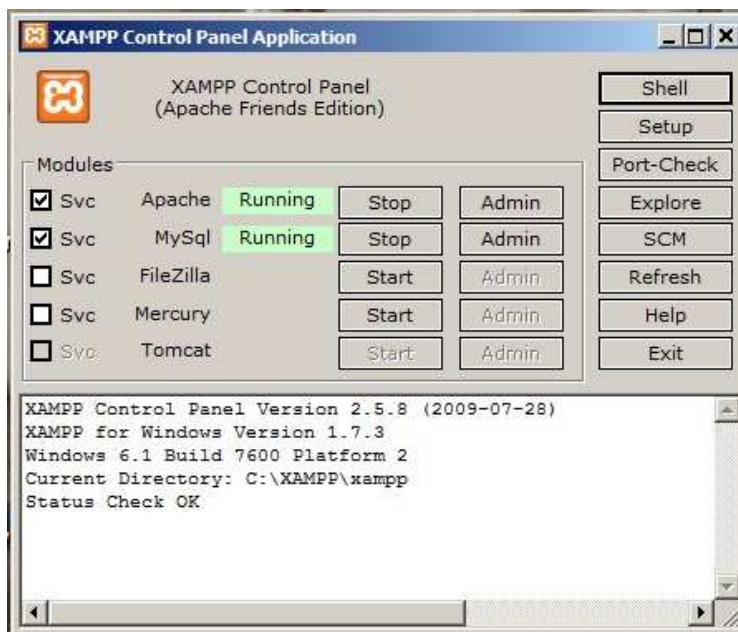 XAMPP Control Panel Application
XAMPP Control Panel
(Apache Friends Edition)
Shell
Setup
Port-Check
Explore
SCM
Refresh
Help
Exit
Modules
Svc Apache Running Stop Admin
Svc MySql Running Stop Admin
Svc FileZilla Start Admin
Svc Mercury Start Admin
Svc Tomcat Start Admin
XAMPP Control Panel Version 2.5.8 (2009-07-28)
XAMPP for Windows Version 1.7.3
Windows 6.1 Build 7600 Platform 2
Current Directory: C:\XAMPP\xampp
Status Check OK